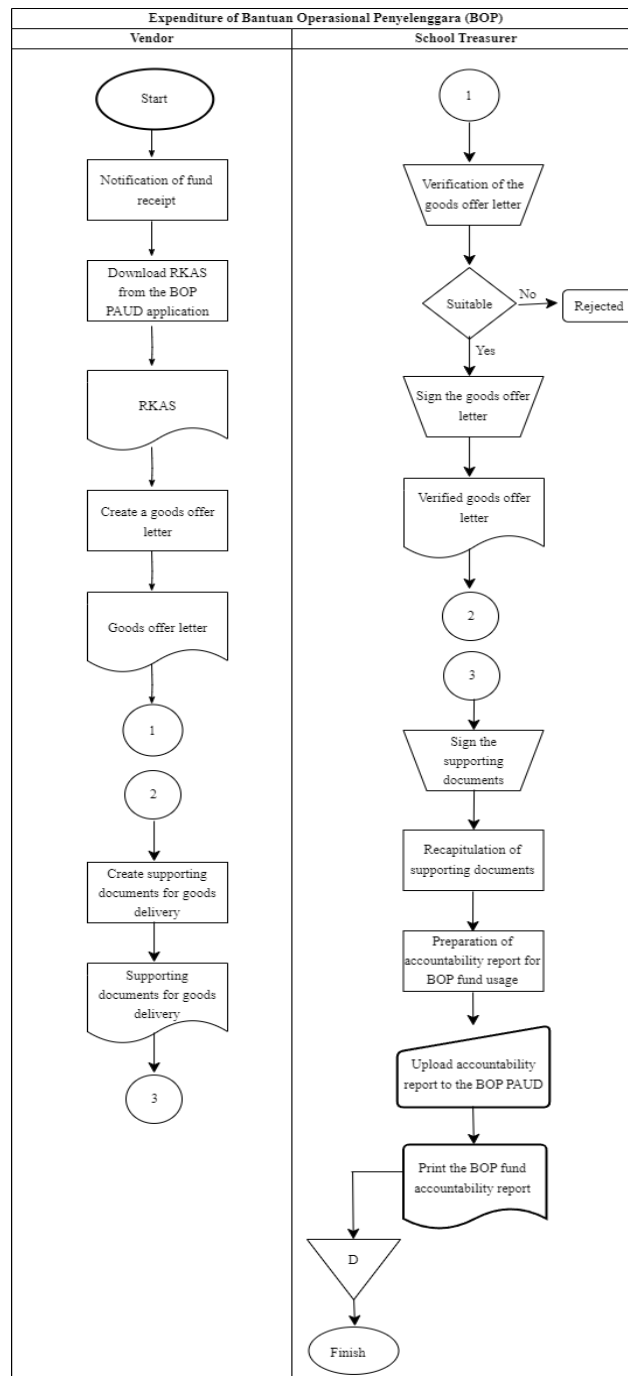 Expenditure of Bantuan Operasional Penyelenggara (BOP)
Vendor
School Treasurer
Start
Notification of fund
receipt
Download RKAS
from the BOP
PAUD application
RKAS
Create a goods offer
letter
Goods offer letter
1
2
Create supporting
documents for goods
delivery
Supporting
documents for goods
delivery
3
1
Verification of the
goods offer letter
Suitable
No
Rejected
Yes
Sign the goods offer
letter
Verified goods offer
letter
2
3
Sign the
supporting
documents
Recapitulation of
supporting documents
Preparation of
accountability report for
BOP fund usage
Upload accountability
report to the BOP PAUD
Print the BOP fund
accountability report
D
Finish